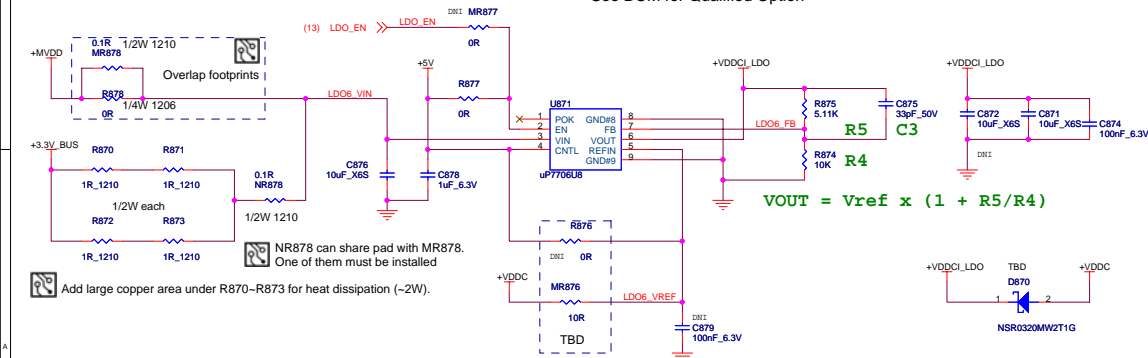 DNI MR877
(13) LDO_EN LDO_EN
0R
+MVDD
0.1R 1/2W 1210
MR878
Overlap footprints
R878 1/4W 1206
0R
LDO6_VIN
+5V
R877
0R
U871
1 POK GND#8 8
2 EN FB 7
3 VIN VOUT 6
4 CNTL REFIN 5
GND#9 9
uP7706U8
+VDDCI_LDO
R875
5.11K
C875
33pF_50V
LDO6_FB
R5 C3
R874
10K
R4
+VDDCI_LDO
C872
10uF_X6S
C871
10uF_X6S
C874
100nF_6.3V
DNI
VOUT = Vref x (1 + R5/R4)
+3.3V_BUS
R870 R871
1R_1210 1R_1210
1/2W each
R872 R873
1R_1210 1R_1210
0.1R
NR878
1/2W 1210
C876
10uF_X6S
C878
1uF_6.3V
NR878 can share pad with MR878.
One of them must be installed
Add large copper area under R870~R873 for heat dissipation (~2W).
R876
DNI 0R
+VDDC
MR876
10R
LDO6_VREF
TBD
DNI
C879
100nF_6.3V
+VDDCI_LDO TBD +VDDC
D870
1 2
NSR0320MW2T1G
A